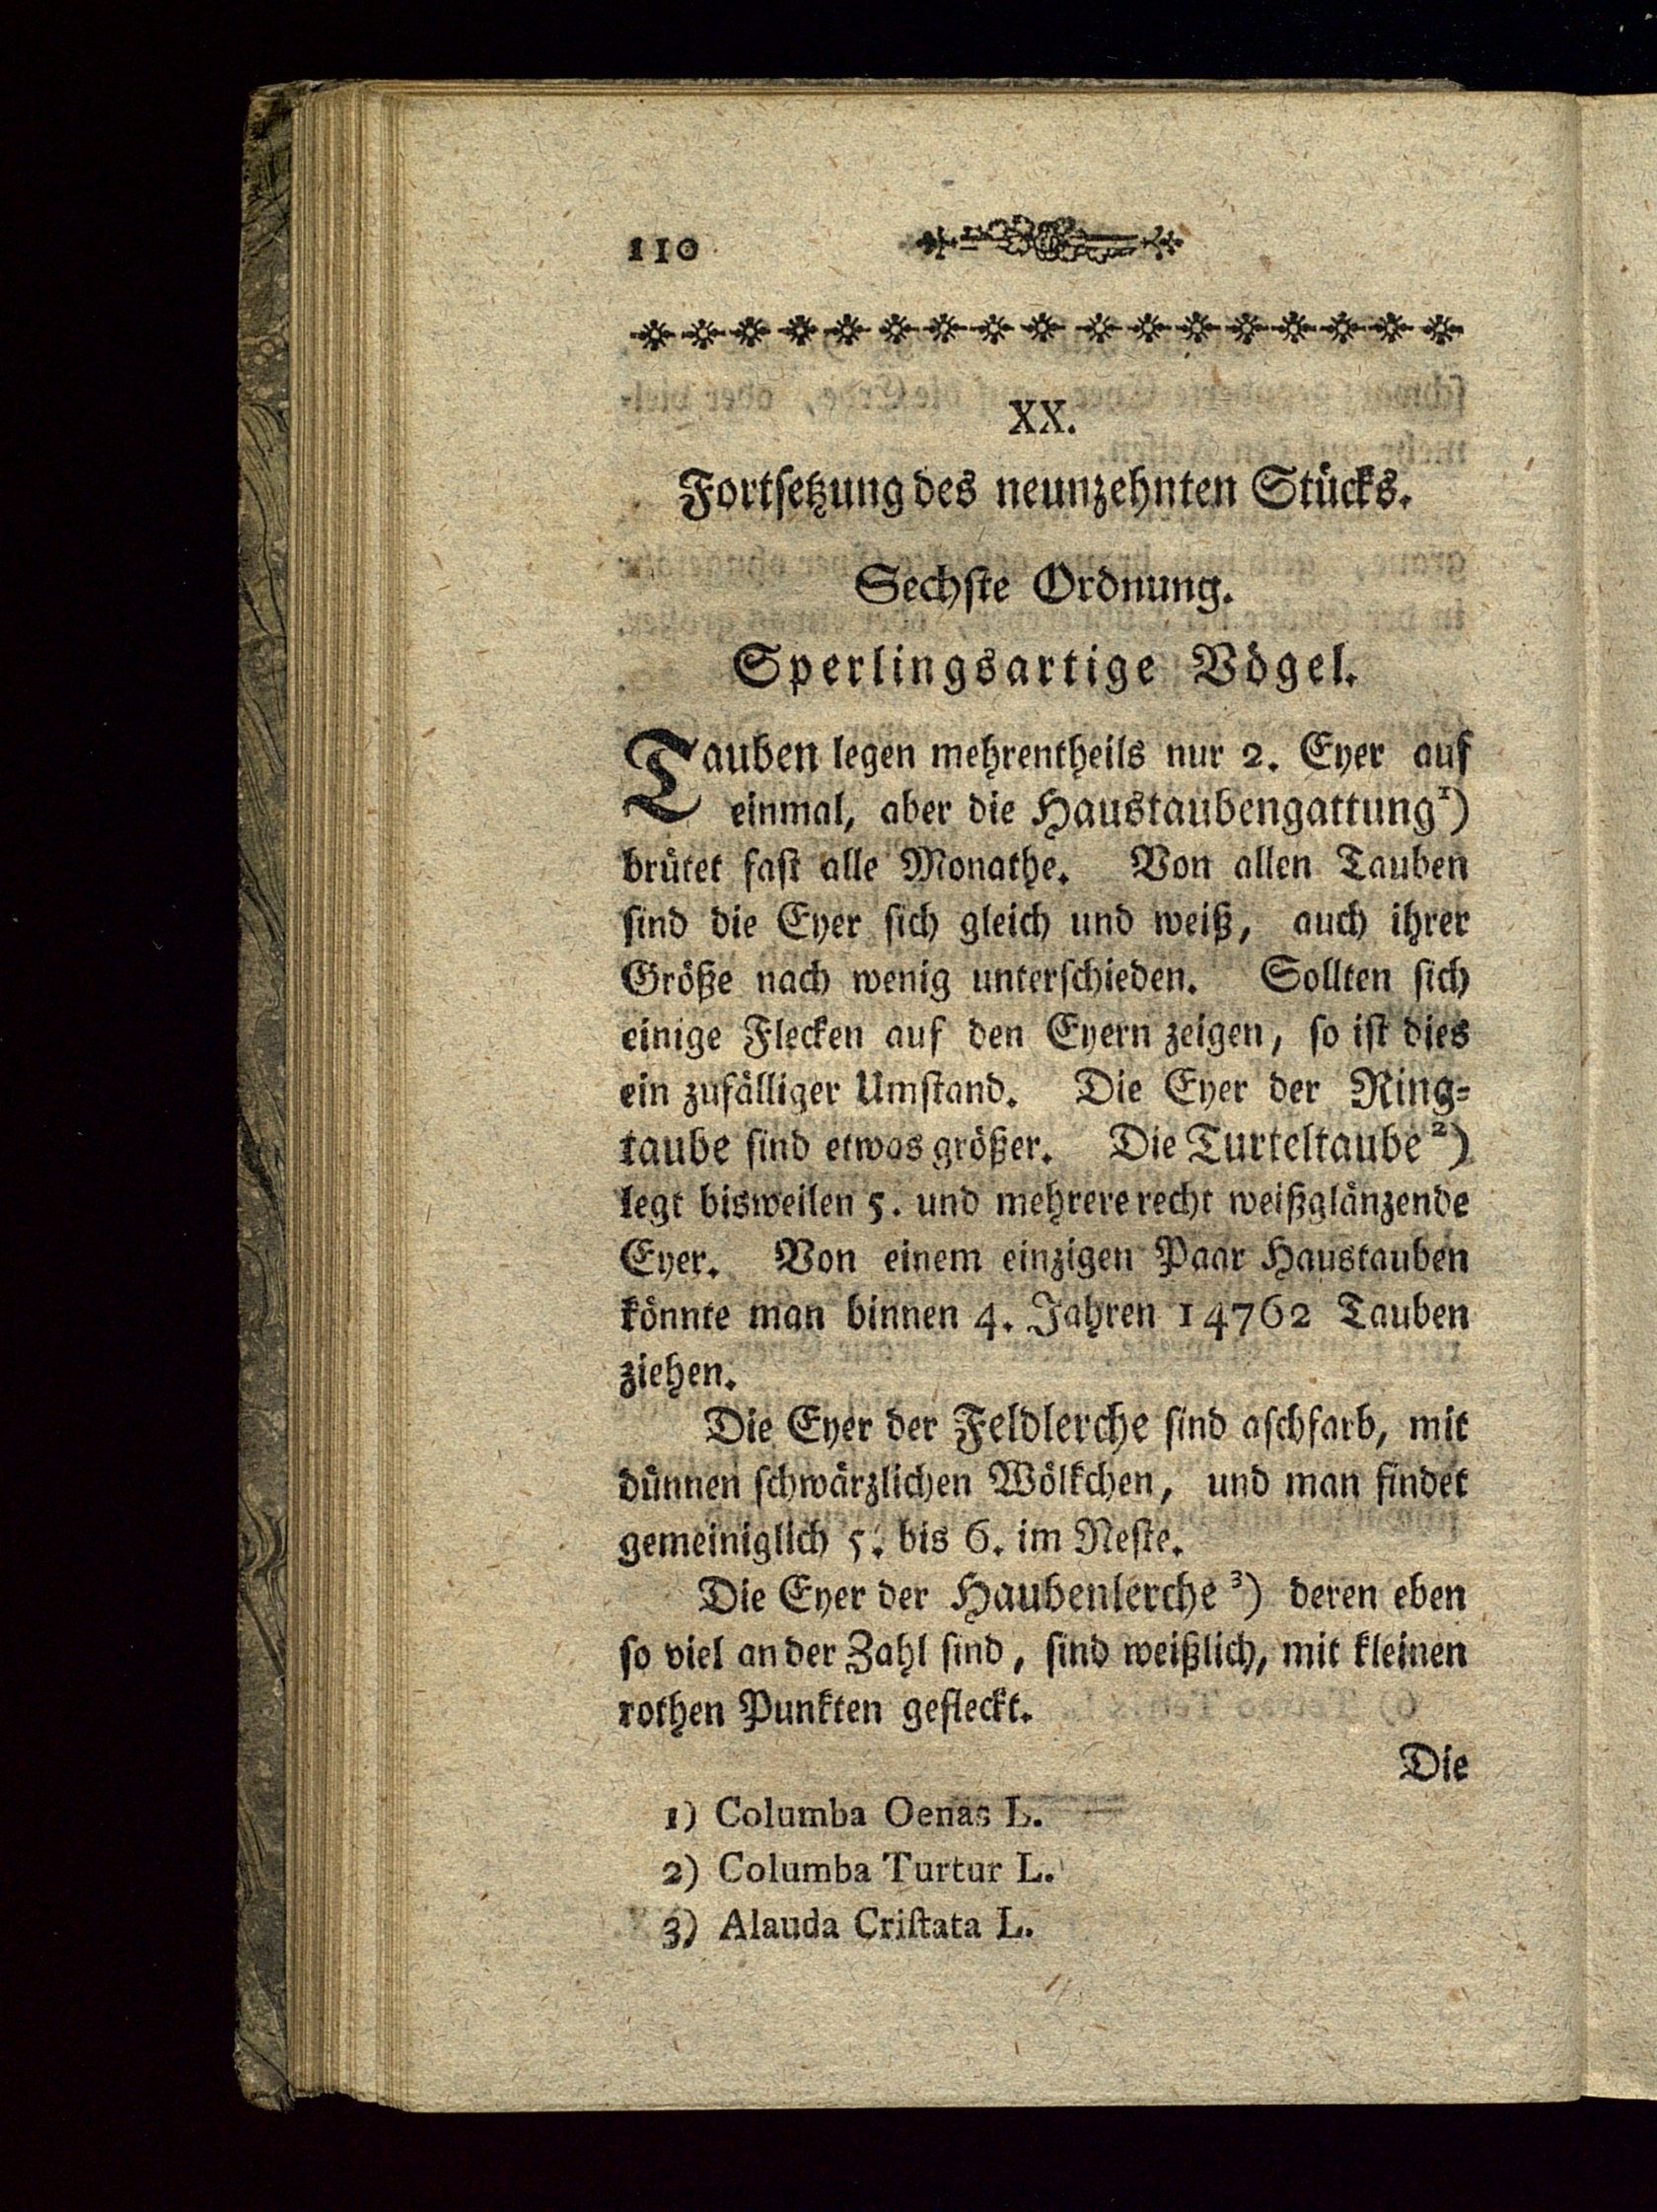 110
XX.
Fortsetzung des neunzehnten Stücks.
Sechste Ordnung.
Sperlingsartige Vögel.
Tauben legen mehrentheils nur 2. Eyer auf
einmal, aber die Haustaubengattung¹)
brütet fast alle Monathe. Von allen Tauben
sind die Eyer sich gleich und weiß, auch ihrer
Größe nach wenig unterschieden. Sollten sich
einige Flecken auf den Eyern zeigen, so ist dies
ein zufälliger Umstand. Die Eyer der Ring-
taube sind etwas größer. Die Turteltaube²)
legt bisweilen 5. und mehrere recht weißglänzende
Eyer. Von einem einzigen Paar Haustauben
könnte man binnen 4. Jahren 14762 Tauben
ziehen.
Die Eyer der Feldlerche sind aschfarb, mit
dünnen schwärzlichen Wölkchen, und man findet
gemeiniglich 5. bis 6. im Neste.
Die Eyer der Haubenlerche³) deren eben
so viel an der Zahl sind, sind weißlich, mit kleinen
rothen Punkten gefleckt.
Die
1) Columba Oenas L.
2) Columba Turtur L.
3) Alauda Cristata L.